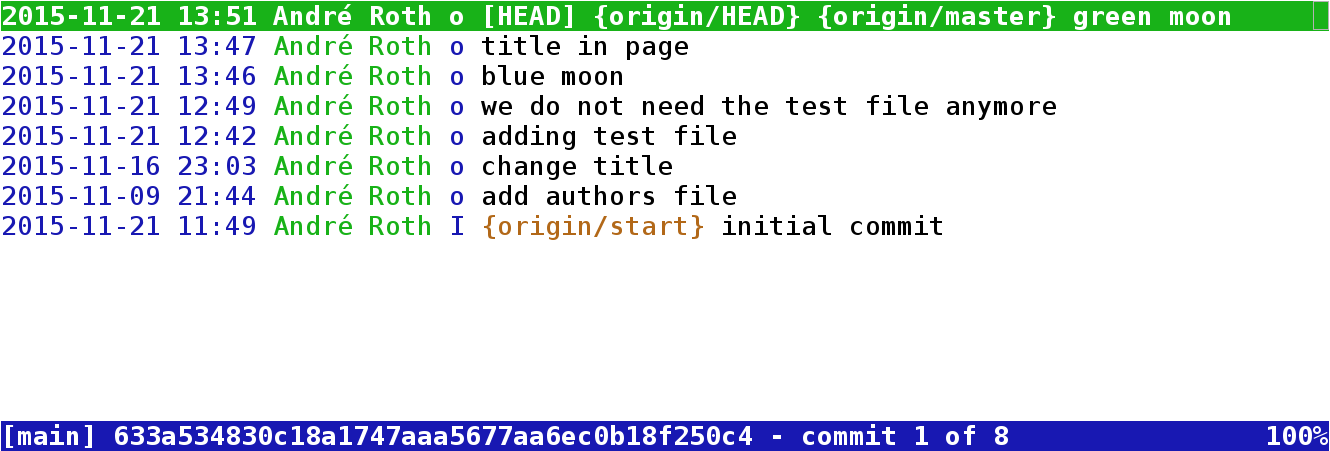 2015-11-21 13:51 André Roth o [HEAD] {origin/HEAD} {origin/master} green moon
2015-11-21 13:47 André Roth o title in page
2015-11-21 13:46 André Roth o blue moon
2015-11-21 12:49 André Roth o we do not need the test file anymore
2015-11-21 12:42 André Roth o adding test file
2015-11-16 23:03 André Roth o change title
2015-11-09 21:44 André Roth o add authors file
2015-11-21 11:49 André Roth I {origin/start} initial commit
[main] 633a534830c18a1747aaa5677aa6ec0b18f250c4 - commit 1 of 8 100%